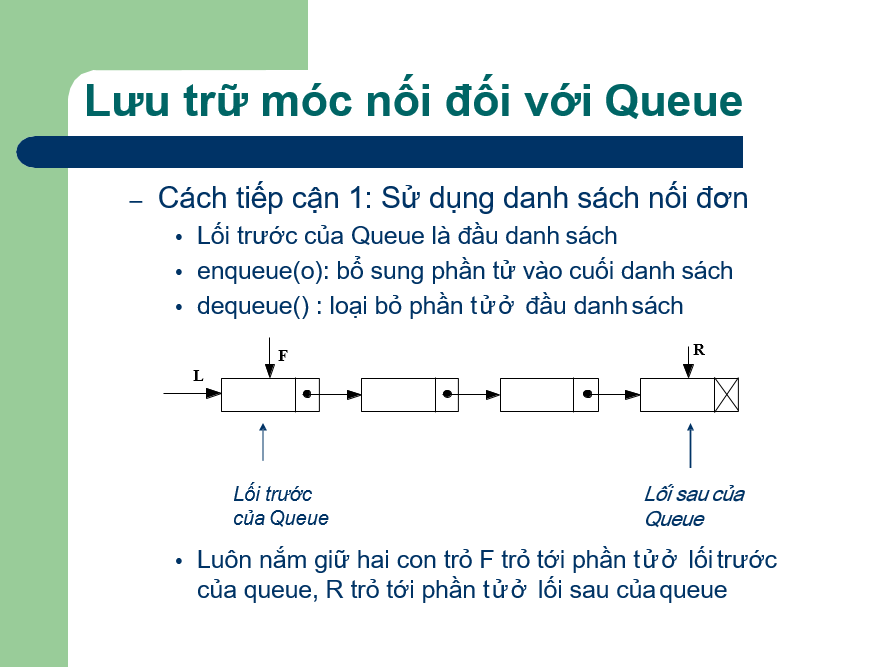 Lưu trữ móc nối đối với Queue
– Cách tiếp cận 1: Sử dụng danh sách nối đơn
• Lối trước của Queue là đầu danh sách
• enqueue(o): bổ sung phần tử vào cuối danh sách
• dequeue() : loại bỏ phần tử ở đầu danh sách
F
R
L
Lối trước
của Queue
Lối sau của
Queue
• Luôn nắm giữ hai con trỏ F trỏ tới phần tử ở lối trước
của queue, R trỏ tới phần tử ở lối sau của queue